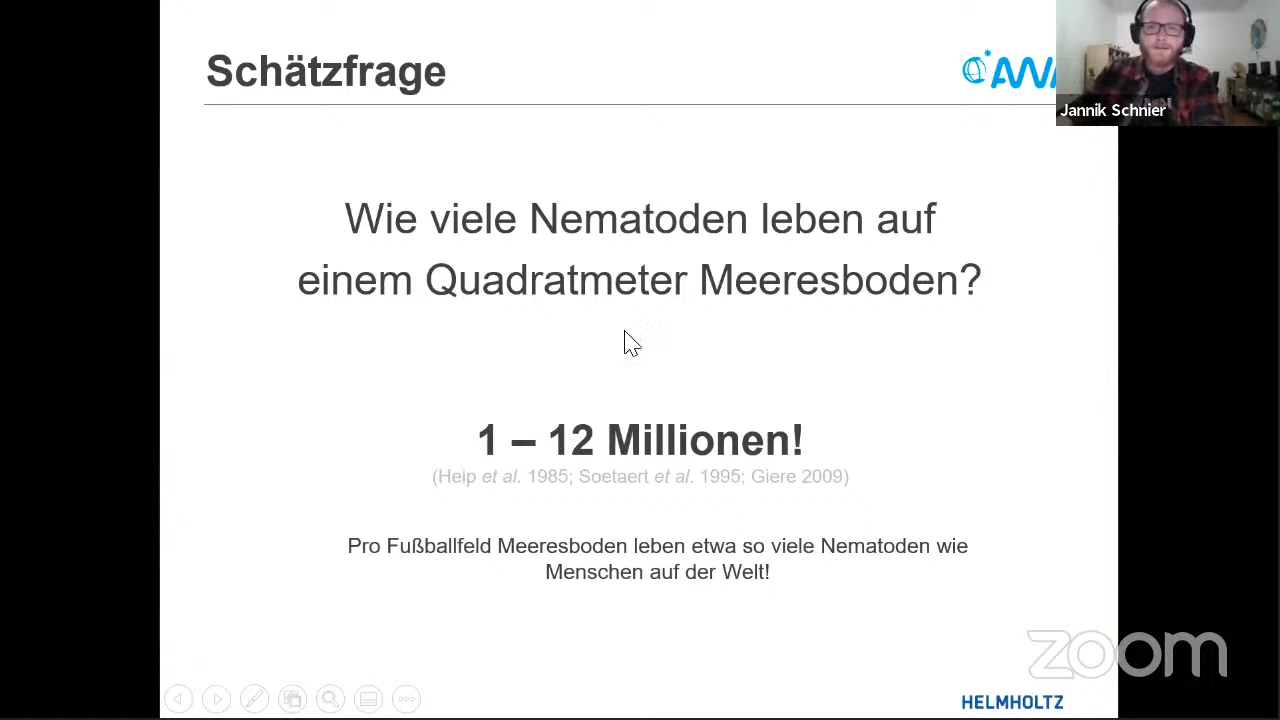 Schätzfrage
Jannik Schnier
Wie viele Nematoden leben auf
einem Quadratmeter Meeresboden?
1 – 12 Millionen!
(Heip et al. 1985; Soetaert et al. 1995; Giere 2009)
Pro Fußballfeld Meeresboden leben etwa so viele Nematoden wie
Menschen auf der Welt!
zoom
HELMHOLTZ